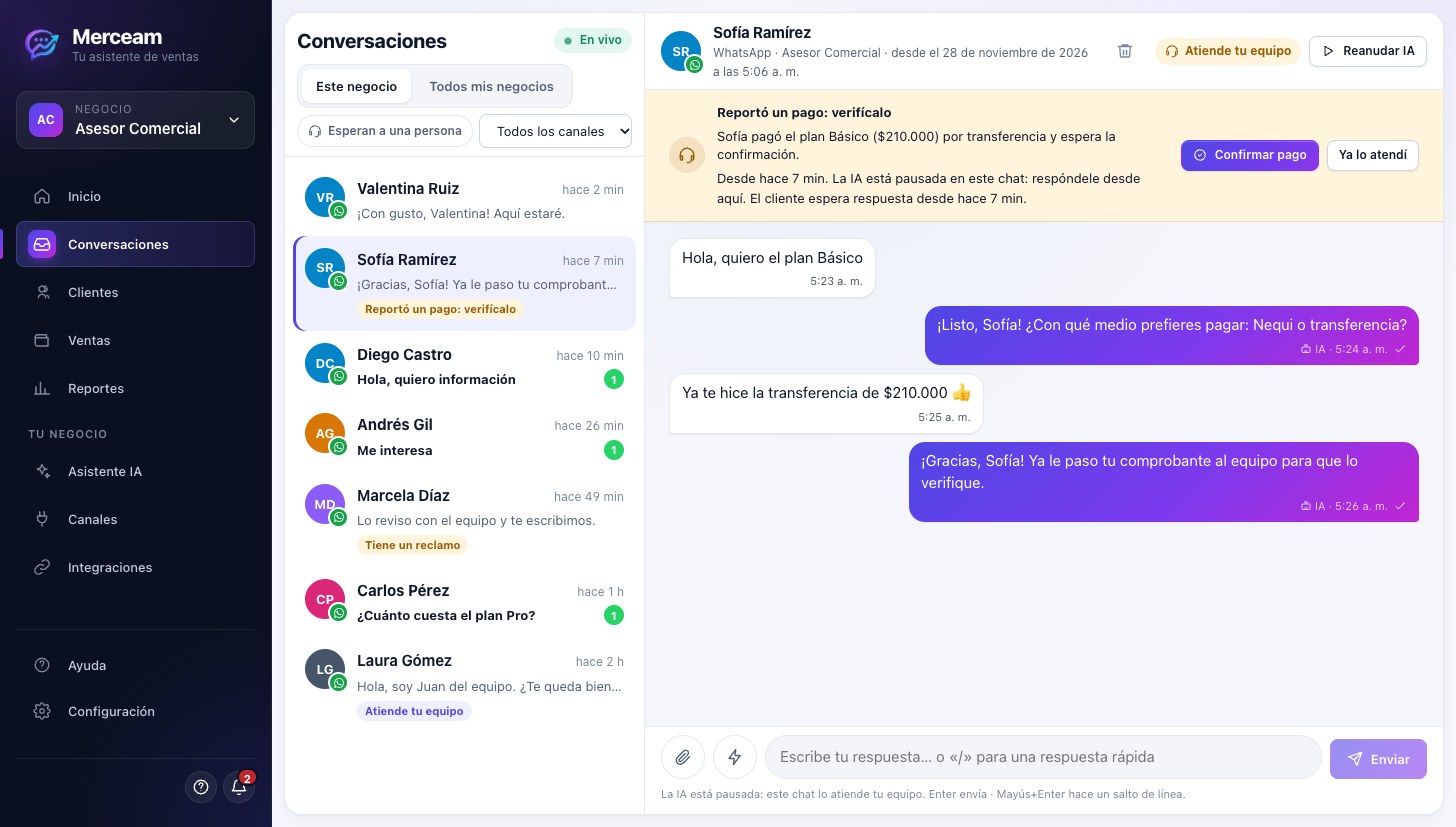 Merceam
Tu asistente de ventas
AC
NEGOCIO
Asesor Comercial
Inicio
Conversaciones
Clientes
Ventas
Reportes
TU NEGOCIO
Asistente IA
Canales
Integraciones
Ayuda
Configuración
2
Conversaciones
En vivo
Este negocio
Todos mis negocios
Esperan a una persona
Todos los canales
VR
Valentina Ruiz
hace 2 min
¡Con gusto, Valentina! Aquí estaré.
SR
Sofía Ramírez
hace 7 min
¡Gracias, Sofía! Ya le paso tu comprobant...
Reportó un pago: verifícalo
DC
Diego Castro
hace 10 min
Hola, quiero información
1
AG
Andrés Gil
hace 26 min
Me interesa
1
MD
Marcela Díaz
hace 49 min
Lo reviso con el equipo y te escribimos.
Tiene un reclamo
CP
Carlos Pérez
hace 1 h
¿Cuánto cuesta el plan Pro?
1
LG
Laura Gómez
hace 2 h
Hola, soy Juan del equipo. ¿Te queda bien...
Atiende tu equipo
SR
Sofía Ramírez
WhatsApp · Asesor Comercial · desde el 28 de noviembre de 2026
a las 5:06 a. m.
Atiende tu equipo
Reanudar IA
Reportó un pago: verifícalo
Sofía pagó el plan Básico ($210.000) por transferencia y espera la
confirmación.
Desde hace 7 min. La IA está pausada en este chat: respóndele desde
aquí. El cliente espera respuesta desde hace 7 min.
Confirmar pago
Ya lo atendí
Hola, quiero el plan Básico
5:23 a. m.
¡Listo, Sofía! ¿Con qué medio prefieres pagar: Nequi o transferencia?
IA · 5:24 a. m.
Ya te hice la transferencia de $210.000 👍
5:25 a. m.
¡Gracias, Sofía! Ya le paso tu comprobante al equipo para que lo
verifique.
IA · 5:26 a. m.
Escribe tu respuesta... o «/» para una respuesta rápida
Enviar
La IA está pausada: este chat lo atiende tu equipo. Enter envía · Mayús+Enter hace un salto de línea.